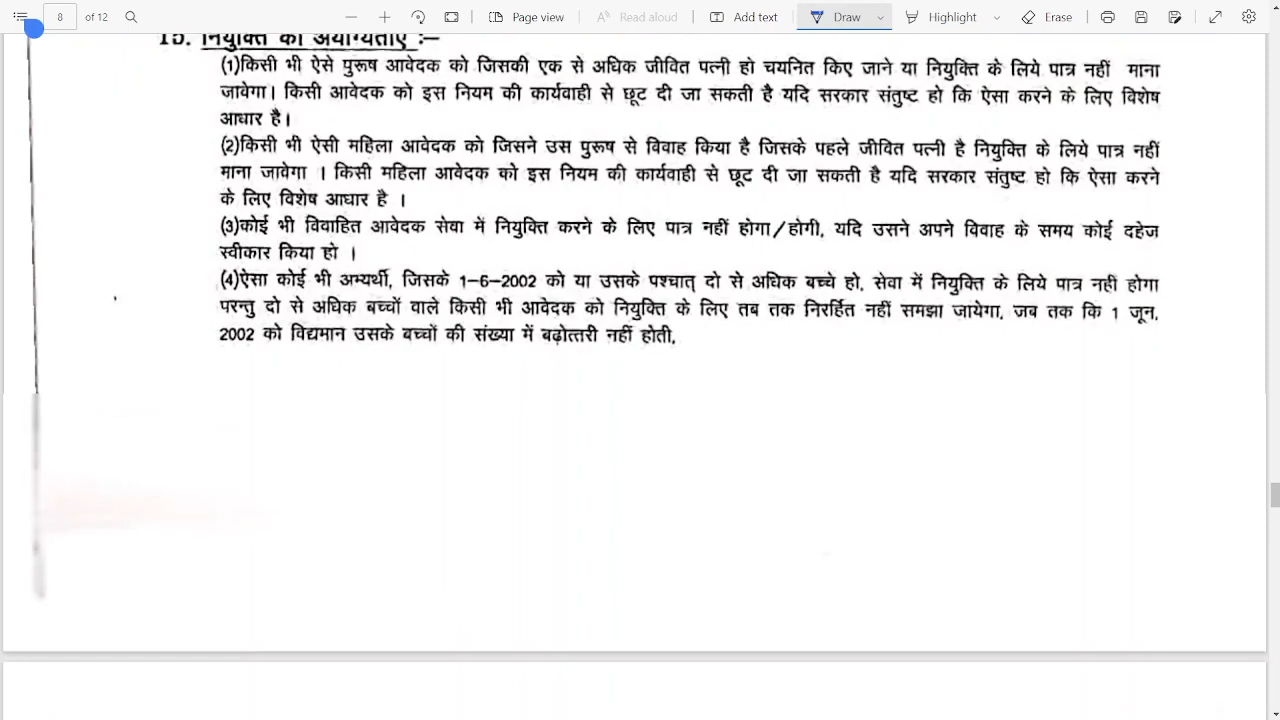 8 of 12 Page view Read aloud Add text Draw Highlight Erase
15. नियुक्ति की अयोग्यताएं :–
(1)किसी भी ऐसे पुरूष आवेदक को जिसकी एक से अधिक जीवित पत्नी हो चयनित किए जाने या नियुक्ति के लिये पात्र नहीं माना
जावेगा। किसी आवेदक को इस नियम की कार्यवाही से छूट दी जा सकती है यदि सरकार संतुष्ट हो कि ऐसा करने के लिए विशेष
आधार है।
(2)किसी भी ऐसी महिला आवेदक को जिसने उस पुरूष से विवाह किया है जिसके पहले जीवित पत्नी है नियुक्ति के लिये पात्र नहीं
माना जावेगा । किसी महिला आवेदक को इस नियम की कार्यवाही से छूट दी जा सकती है यदि सरकार संतुष्ट हो कि ऐसा करने
के लिए विशेष आधार है ।
(3)कोई भी विवाहित आवेदक सेवा में नियुक्ति करने के लिए पात्र नहीं होगा/होगी, यदि उसने अपने विवाह के समय कोई दहेज
स्वीकार किया हो ।
(4)ऐसा कोई भी अभ्यर्थी, जिसके 1–6–2002 को या उसके पश्चात् दो से अधिक बच्चे हो, सेवा में नियुक्ति के लिये पात्र नहीं होगा
परन्तु दो से अधिक बच्चों वाले किसी भी आवेदक को नियुक्ति के लिए तब तक निरर्हित नहीं समझा जांयेगा, जब तक कि 1 जून,
2002 को विद्यमान उसके बच्चों की संख्या में बढ़ोत्तरी नहीं होती,